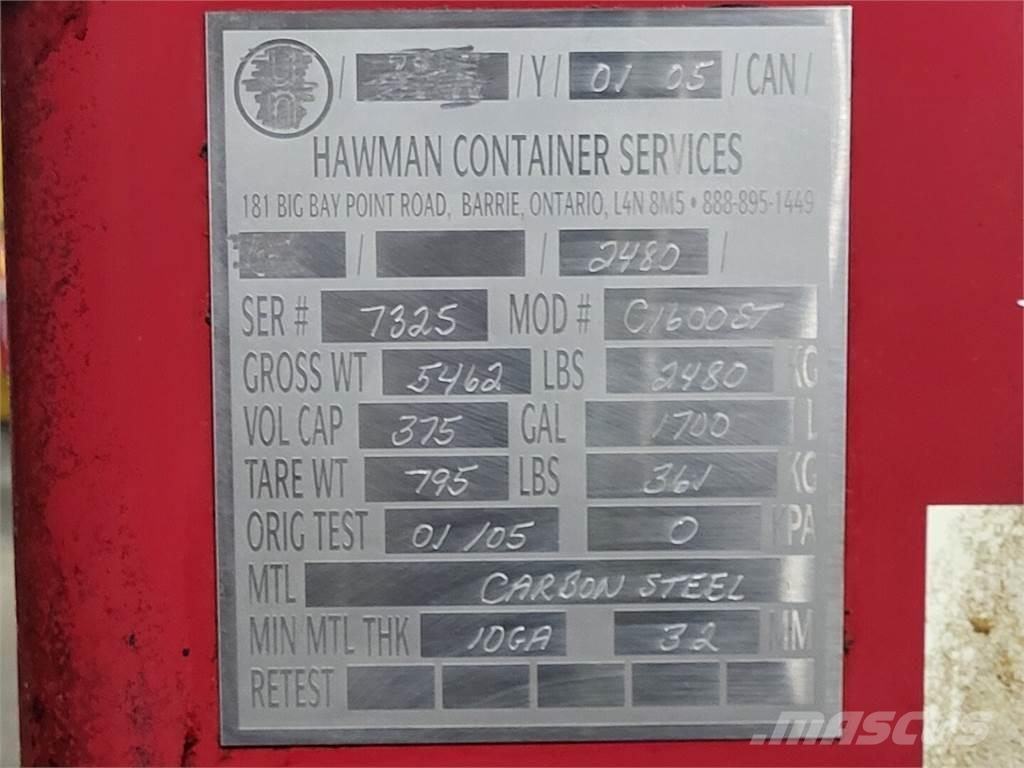 / / Y / 01 05 / CAN /
HAWMAN CONTAINER SERVICES
181 BIG BAY POINT ROAD, BARRIE, ONTARIO, L4N 8M5 • 888-895-1449
/ / 2480 /
SER # 7325 MOD # C1600ST
GROSS WT 5462 LBS 2480 KG
VOL CAP 375 GAL 1700 L
TARE WT 795 LBS 361 KG
ORIG TEST 01/05 0 KPA
MTL CARBON STEEL
MIN MTL THK 10GA 3.2 MM
RETEST
MASCUS